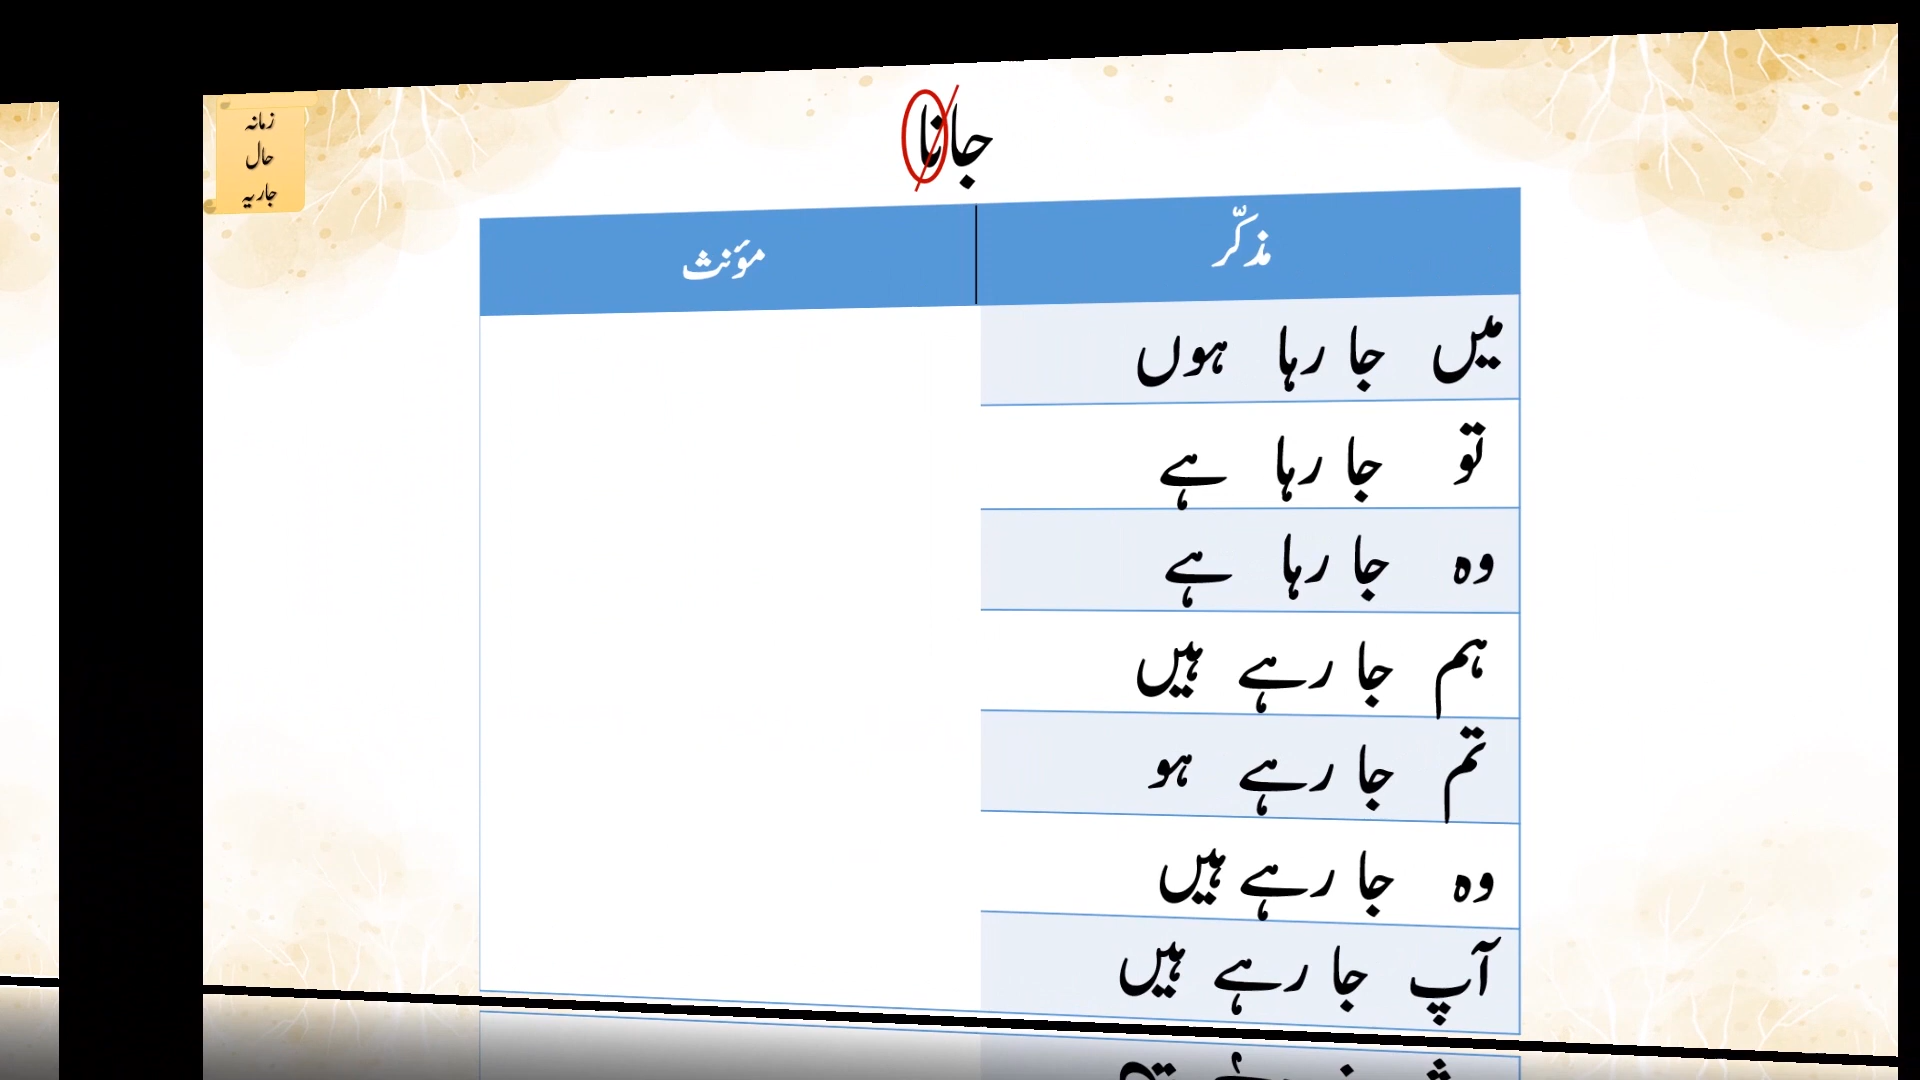 زمانہ
حال
جاریہ
جانا
مذکّر
مؤنث
میں جا رہا ہوں
تو جا رہا ہے
وہ جا رہا ہے
ہم جا رہے ہیں
تم جا رہے ہو
وہ جا رہے ہیں
آپ جا رہے ہیں